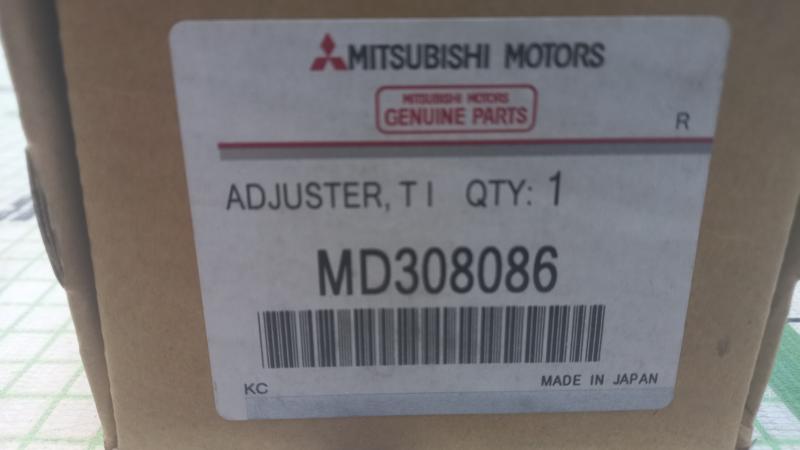 MITSUBISHI MOTORS
MITSUBISHI MOTORS
GENUINE PARTS
R
ADJUSTER, T I QTY: 1
MD308086
KC
MADE IN JAPAN